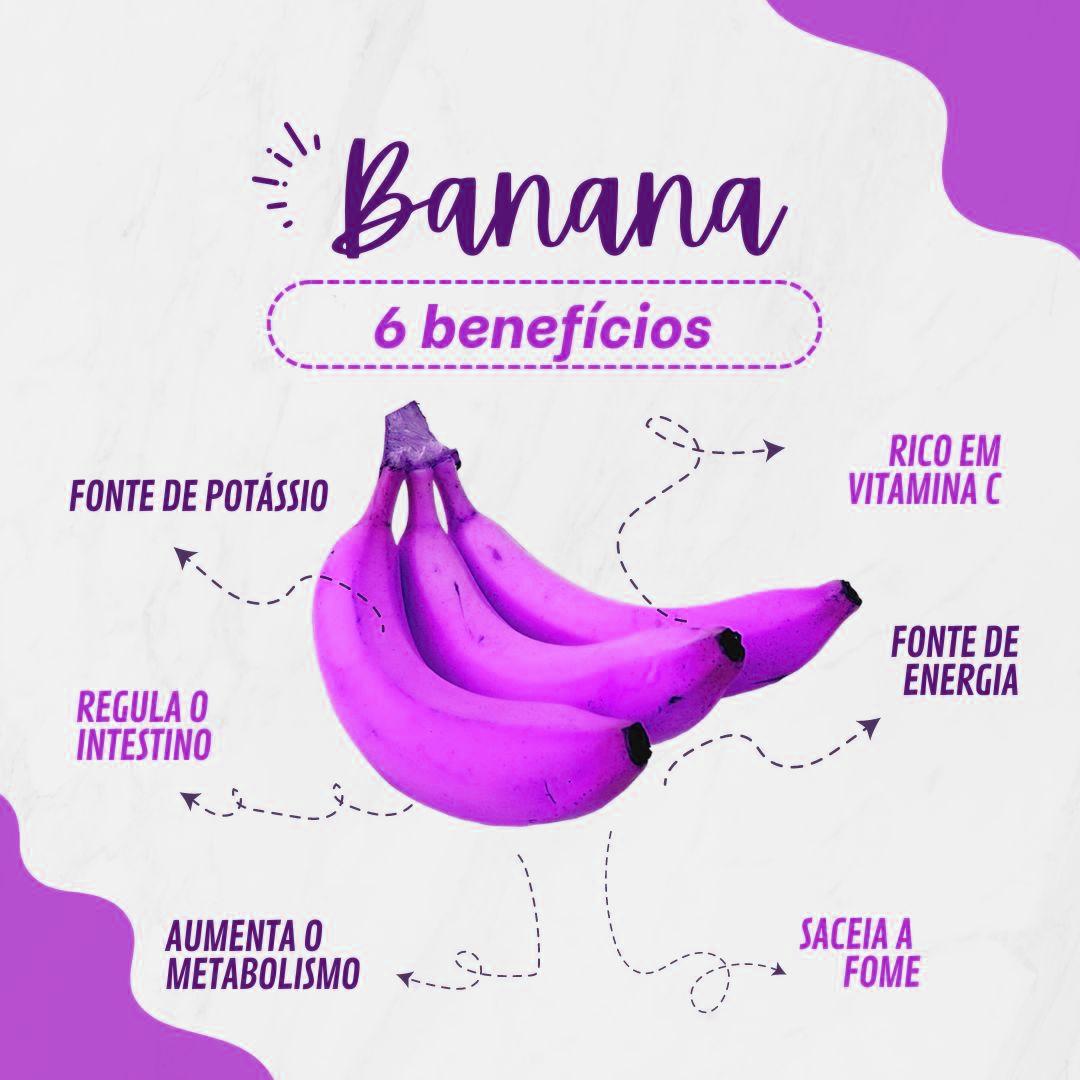 Banana
6 benefícios
FONTE DE POTÁSSIO
RICO EM
VITAMINA C
REGULA O
INTESTINO
FONTE DE
ENERGIA
AUMENTA O
METABOLISMO
SACEIA A
FOME